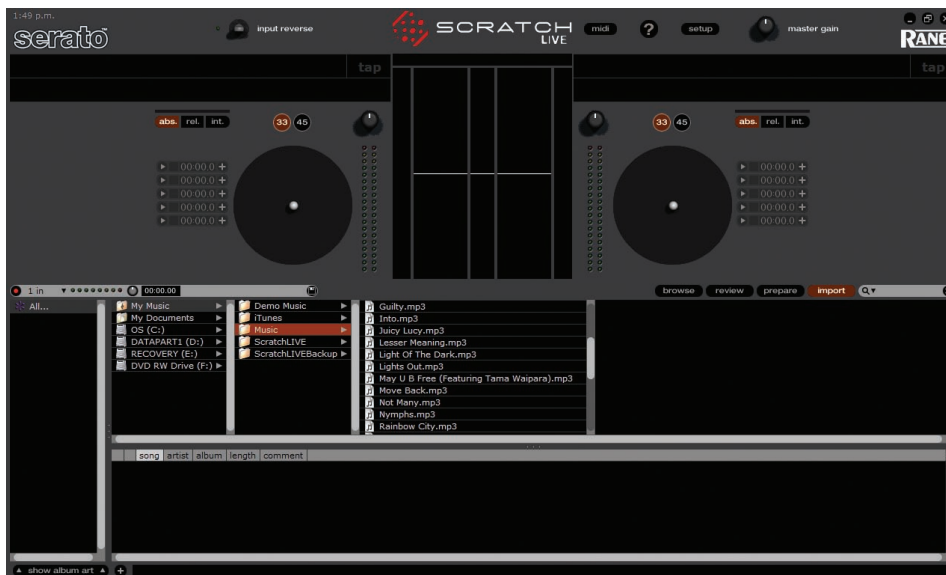 1:49 p.m.
serato
input reverse
SCRATCH
LIVE
midi
?
setup
master gain
RANE
tap
tap
abs. rel. int.
33 45
33 45
abs. rel. int.
00:00.0 +
00:00.0 +
00:00.0 +
00:00.0 +
00:00.0 +
00:00.0 +
00:00.0 +
00:00.0 +
00:00.0 +
00:00.0 +
1 in
00:00.00
browse
review
prepare
import
All...
My Music
My Documents
OS (C:)
DATAPART1 (D:)
RECOVERY (E:)
DVD RW Drive (F:)
Demo Music
iTunes
Music
ScratchLIVE
ScratchLIVEBackup
Guilty.mp3
Into.mp3
Juicy Lucy.mp3
Lesser Meaning.mp3
Light Of The Dark.mp3
Lights Out.mp3
May U B Free (Featuring Tama Waipara).mp3
Move Back.mp3
Not Many.mp3
Nymphs.mp3
Rainbow City.mp3
song artist album length comment
show album art
+